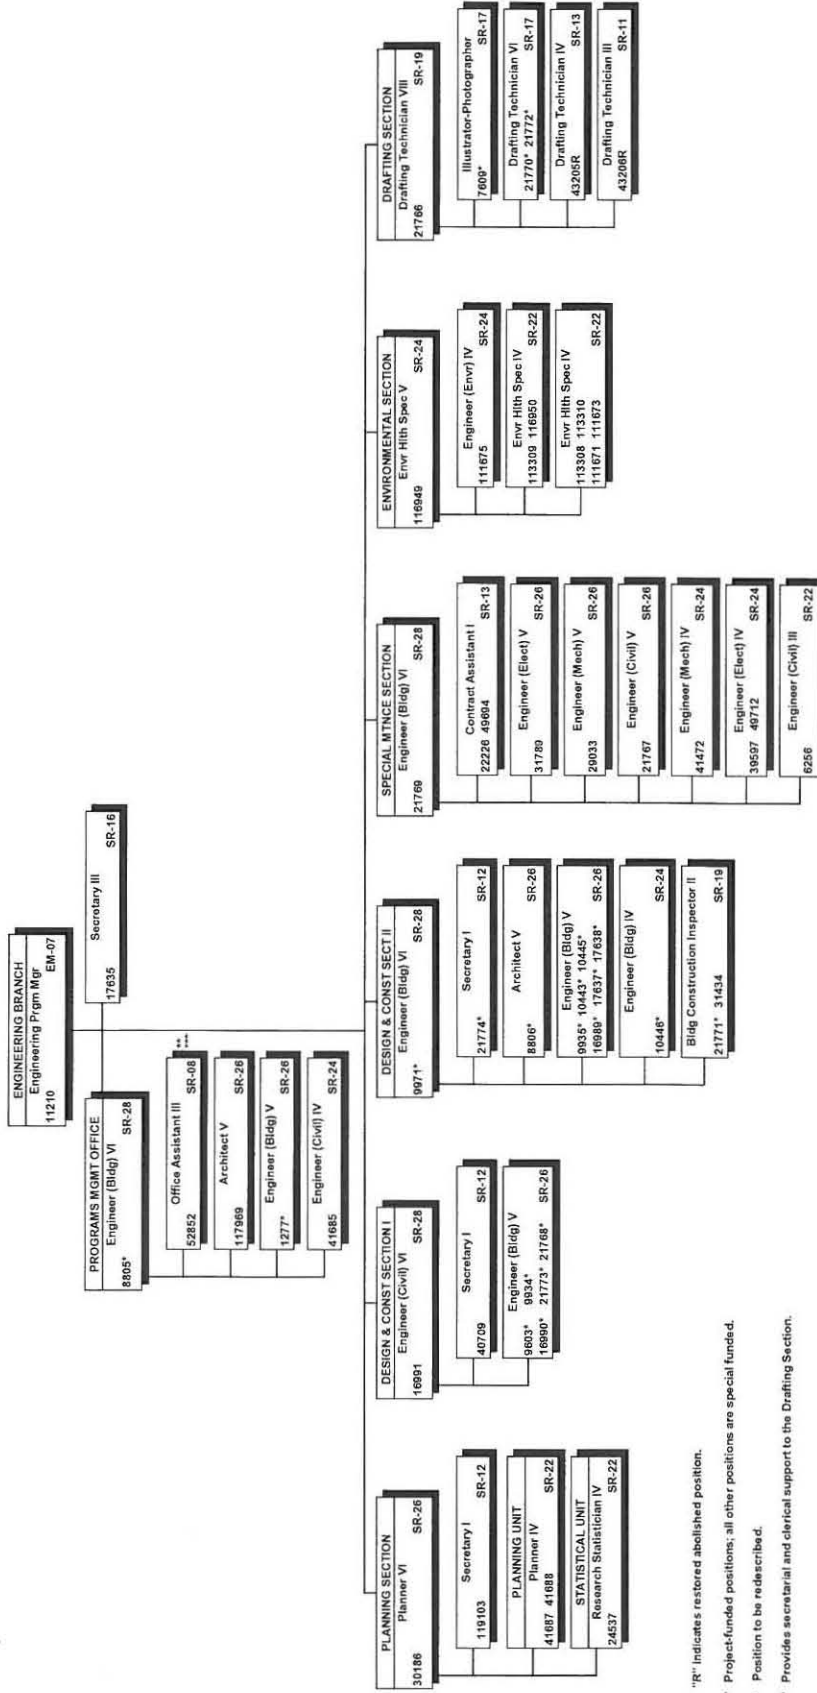 ENGINEERING BRANCH
Engineering Prgm Mgr
11210 EM-07
Secretary III
17635 SR-16
PROGRAMS MGMT OFFICE
Engineer (Bldg) VI
8805* SR-28
Office Assistant III
52852 SR-08 **
***
Architect V
117969 SR-26
Engineer (Bldg) V
1277* SR-26
Engineer (Civil) IV
41685 SR-24
PLANNING SECTION
Planner VI
30186 SR-26
Secretary I
119103 SR-12
PLANNING UNIT
Planner IV
41687 41688 SR-22
STATISTICAL UNIT
Research Statistician IV
24537 SR-22
DESIGN & CONST SECTION I
Engineer (Civil) VI
16991 SR-28
Secretary I
40709 SR-12
Engineer (Bldg) V
9603* 9934* SR-26
16990* 21773* 21768*
DESIGN & CONST SECT II
Engineer (Bldg) VI
9971* SR-28
Secretary I
21774* SR-12
Architect V
8806* SR-26
Engineer (Bldg) V
9935* 10443* 10445*
16989* 17637* 17638* SR-26
Engineer (Bldg) IV
10446* SR-24
Bldg Construction Inspector II
21771* 31434 SR-19
SPECIAL MTNCE SECTION
Engineer (Bldg) VI
21769 SR-28
Contract Assistant I
22226 49694 SR-13
Engineer (Elect) V
31789 SR-26
Engineer (Mech) V
29033 SR-26
Engineer (Civil) V
21767 SR-26
Engineer (Mech) IV
41472 SR-24
Engineer (Elect) IV
39597 49712 SR-24
Engineer (Civil) III
6256 SR-22
ENVIRONMENTAL SECTION
Envr Hlth Spec V
116949 SR-24
Engineer (Envr) IV
111675 SR-24
Envr Hlth Spec IV
113309 116950 SR-22
Envr Hlth Spec IV
113308 113310
111671 111673 SR-22
DRAFTING SECTION
Drafting Technician VIII
21766 SR-19
Illustrator-Photographer
7609* SR-17
Drafting Technician VI
21770* 21772* SR-17
Drafting Technician IV
43205R SR-13
Drafting Technician III
43206R SR-11
"R" Indicates restored abolished position.
Project-funded positions; all other positions are special funded.
Position to be redescribed.
Provides secretarial and clerical support to the Drafting Section.